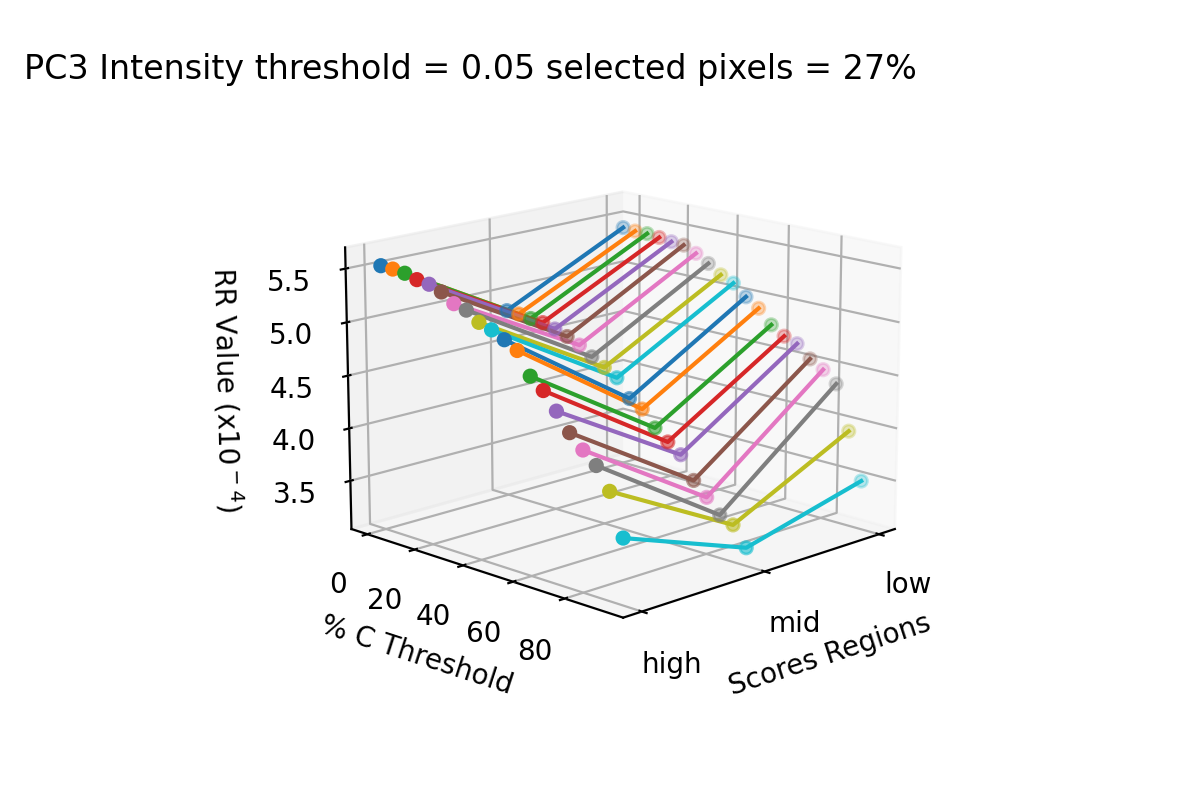 PC3 Intensity threshold = 0.05 selected pixels = 27%
RR Value (x10⁻⁴)
5.5
5.0
4.5
4.0
3.5
0
20
40
60
80
% C Threshold
high
mid
low
Scores Regions